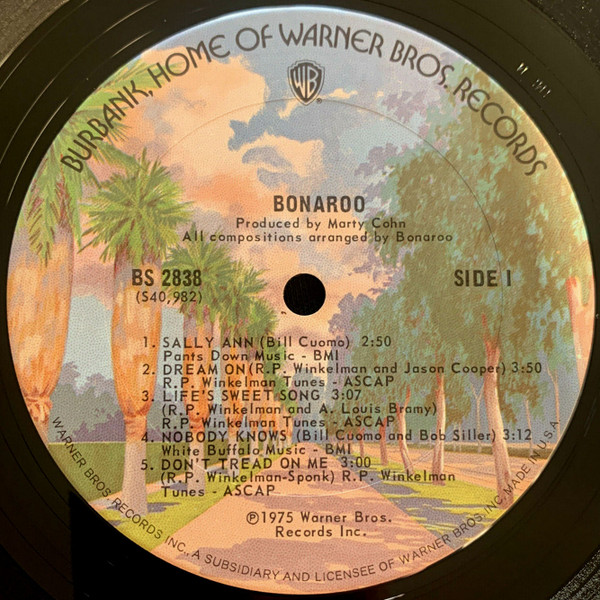 BURBANK, HOME OF WARNER BROS. RECORDS
WB
BONAROO
Produced by Marty Cohn
All compositions arranged by Bonaroo
BS 2838
SIDE 1
(S40,982)
1. SALLY ANN (Bill Cuomo) 2:50
Pants Down Music - BMI
2. DREAM ON(R.P. Winkelman and Jason Cooper) 3:50
R.P. Winkelman Tunes - ASCAP
3. LIFE'S SWEET SONG 3:07
(R.P. Winkelman and A. Louis Bramy)
R.P. Winkelman Tunes - ASCAP
4. NOBODY KNOWS (Bill Cuomo and Bob Siller) 3:12
White Buffalo Music - BMI
5. DON'T TREAD ON ME 3:00
(R.P. Winkelman-Sponk) R.P. Winkelman
Tunes - ASCAP
℗1975 Warner Bros.
Records Inc.
WARNER BROS. RECORDS INC., A SUBSIDIARY AND LICENSEE OF WARNER BROS. INC. MADE IN U.S.A.